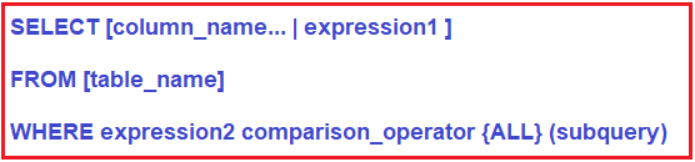 SELECT [column_name... | expression1 ]
FROM [table_name]
WHERE expression2 comparison_operator {ALL} (subquery)